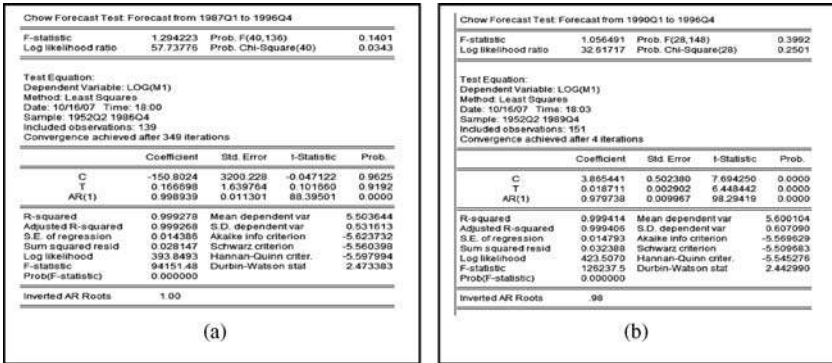 Chow Forecast Test: Forecast from 1987Q1 to 1996Q4
F-statistic 1.294223 Prob. F(40,136) 0.1401
Log likelihood ratio 57.73776 Prob. Chi-Square(40) 0.0343
Test Equation:
Dependent Variable: LOG(M1)
Method: Least Squares
Date: 10/16/07 Time: 18:00
Sample: 1952Q2 1986Q4
Included observations: 139
Convergence achieved after 349 iterations
Coefficient Std. Error t-Statistic Prob.
C -150.8024 3200.228 -0.047122 0.9625
T 0.166698 1.639764 0.101660 0.9192
AR(1) 0.998939 0.011301 88.39501 0.0000
R-squared 0.999278 Mean dependent var 5.503644
Adjusted R-squared 0.999268 S.D. dependent var 0.531613
S.E. of regression 0.014386 Akaike info criterion -5.623732
Sum squared resid 0.028147 Schwarz criterion -5.560398
Log likelihood 393.8493 Hannan-Quinn criter. -5.597994
F-statistic 94151.48 Durbin-Watson stat 2.473383
Prob(F-statistic) 0.000000
Inverted AR Roots 1.00
(a)
Chow Forecast Test: Forecast from 1990Q1 to 1996Q4
F-statistic 1.056491 Prob. F(28,148) 0.3992
Log likelihood ratio 32.61717 Prob. Chi-Square(28) 0.2501
Test Equation:
Dependent Variable: LOG(M1)
Method: Least Squares
Date: 10/16/07 Time: 18:03
Sample: 1952Q2 1989Q4
Included observations: 151
Convergence achieved after 4 iterations
Coefficient Std. Error t-Statistic Prob.
C 3.865441 0.502380 7.694250 0.0000
T 0.018711 0.002902 6.448442 0.0000
AR(1) 0.979738 0.009967 98.29419 0.0000
R-squared 0.999414 Mean dependent var 5.600104
Adjusted R-squared 0.999406 S.D. dependent var 0.607090
S.E. of regression 0.014793 Akaike info criterion -5.569629
Sum squared resid 0.032388 Schwarz criterion -5.509683
Log likelihood 423.5070 Hannan-Quinn criter. -5.545276
F-statistic 126237.5 Durbin-Watson stat 2.442990
Prob(F-statistic) 0.000000
Inverted AR Roots .98
(b)